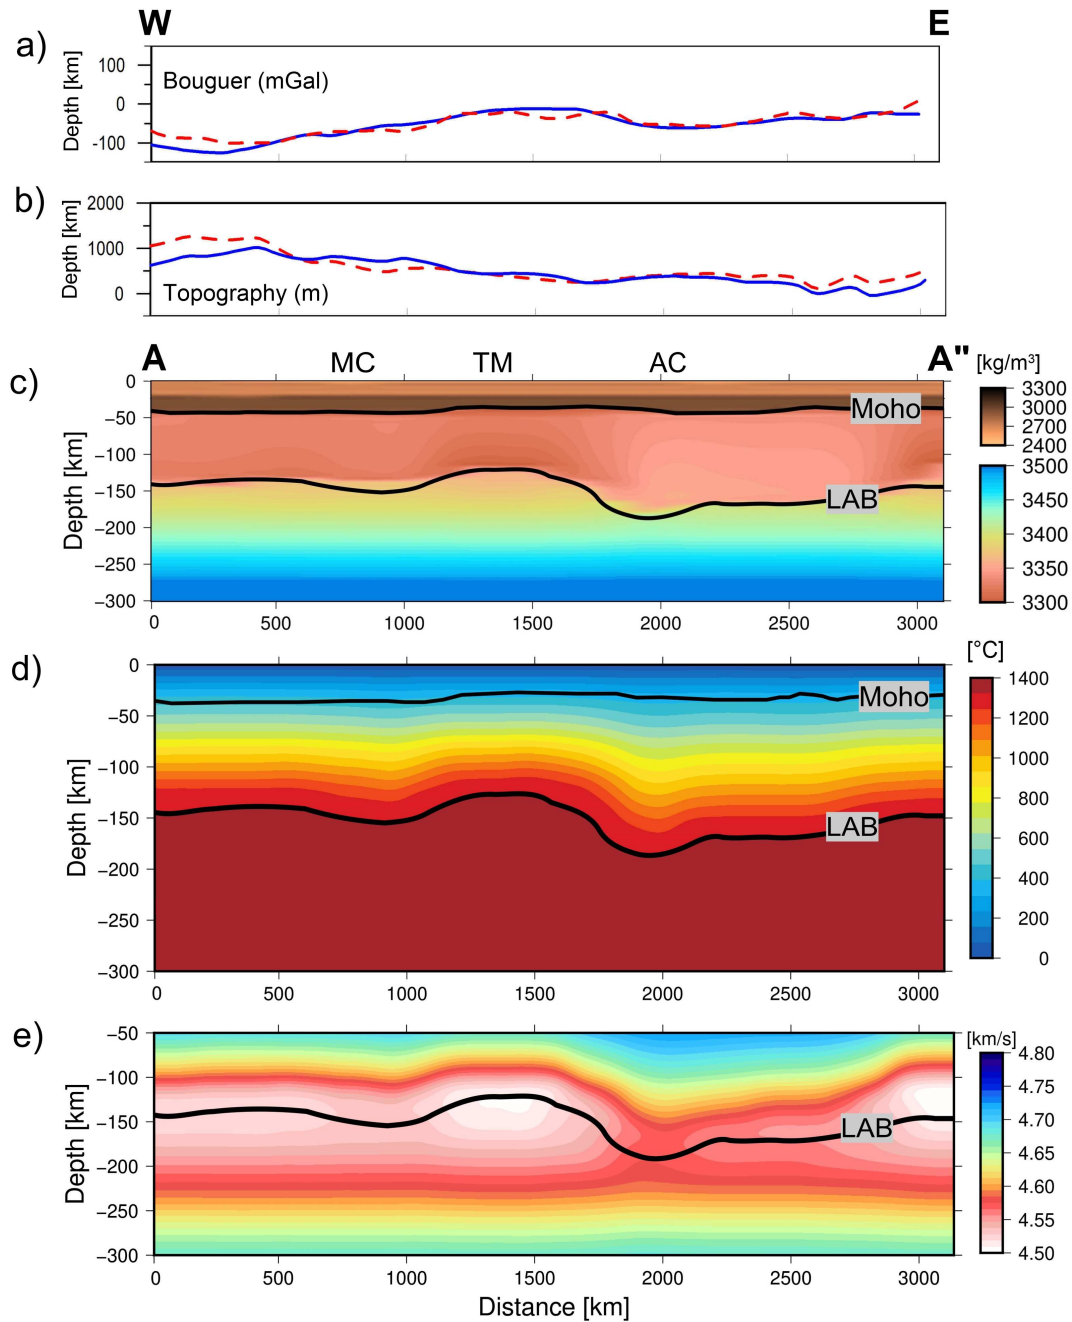 W E
a)
Depth [km]
100
0
-100
Bouguer (mGal)
b)
Depth [km]
2000
1000
0
Topography (m)
A MC TM AC A" [kg/m³]
c)
Depth [km]
0
−50
−100
−150
−200
−250
−300
Moho
LAB
0 500 1000 1500 2000 2500 3000
3300
3000
2700
2400
3500
3450
3400
3350
3300
d)
Depth [km]
0
−50
−100
−150
−200
−250
−300
Moho
LAB
0 500 1000 1500 2000 2500 3000
[°C]
1400
1200
1000
800
600
400
200
0
e)
Depth [km]
−50
−100
−150
−200
−250
−300
LAB
0 500 1000 1500 2000 2500 3000
Distance [km]
[km/s]
4.80
4.75
4.70
4.65
4.60
4.55
4.50